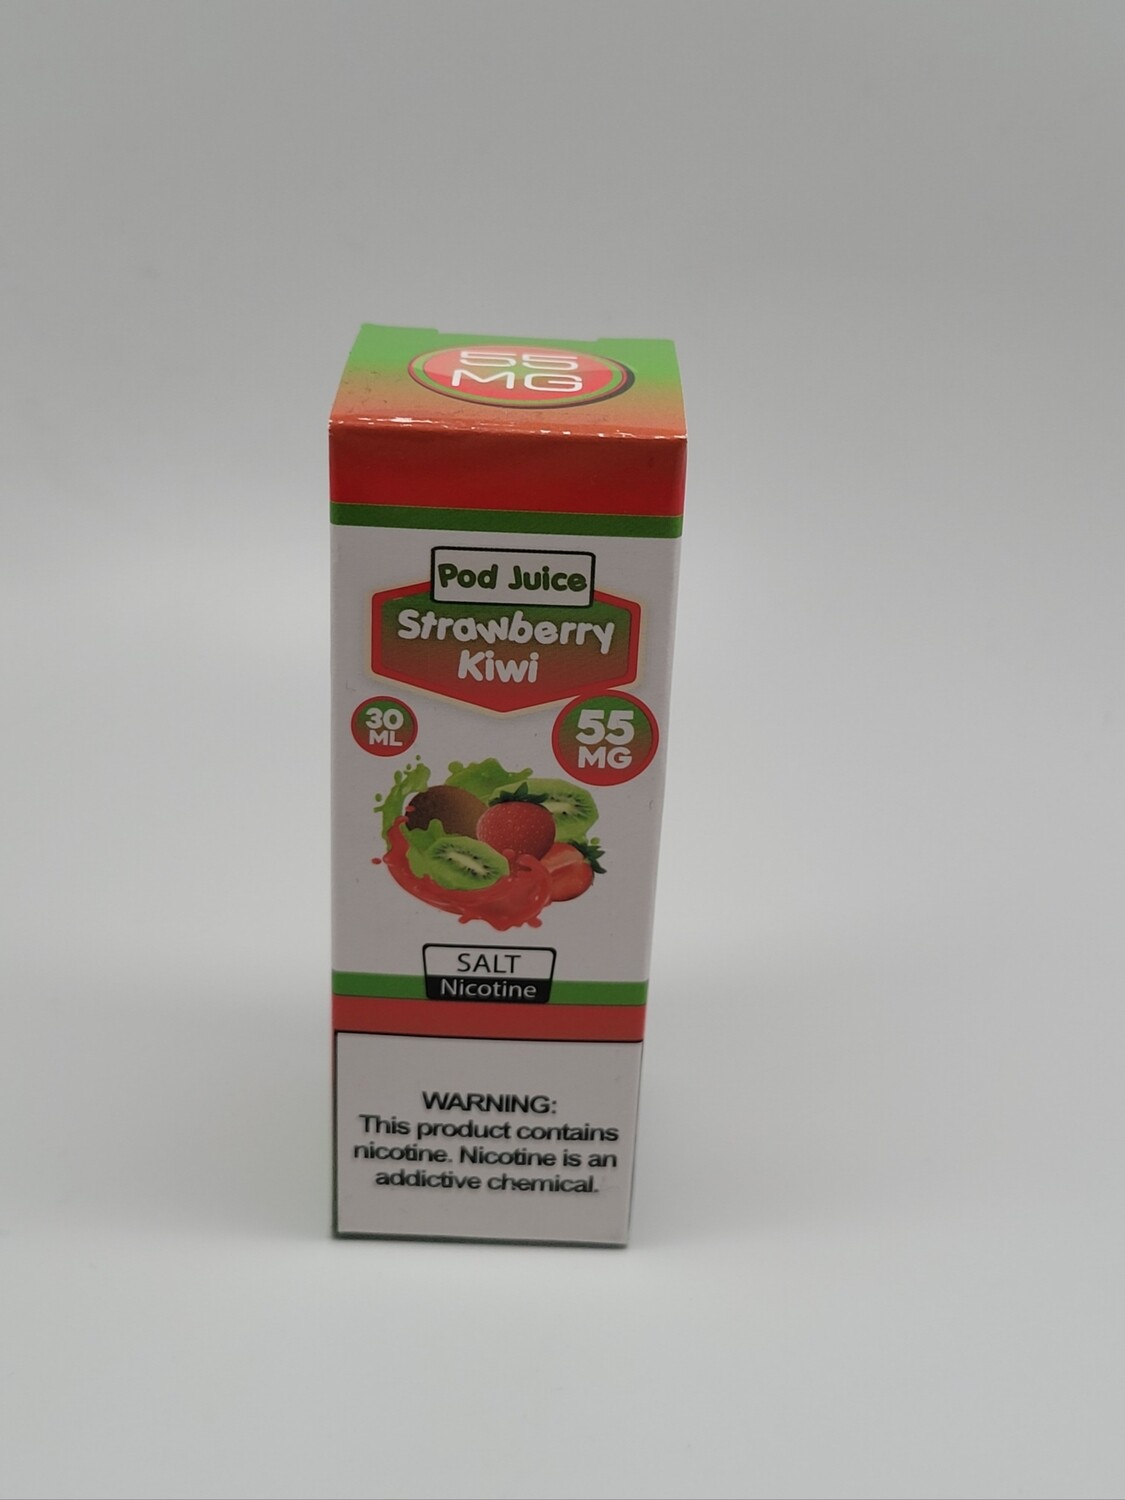 55
MG
Pod Juice
Strawberry
Kiwi
30
ML
55
MG
SALT
Nicotine
WARNING:
This product contains
nicotine. Nicotine is an
addictive chemical.